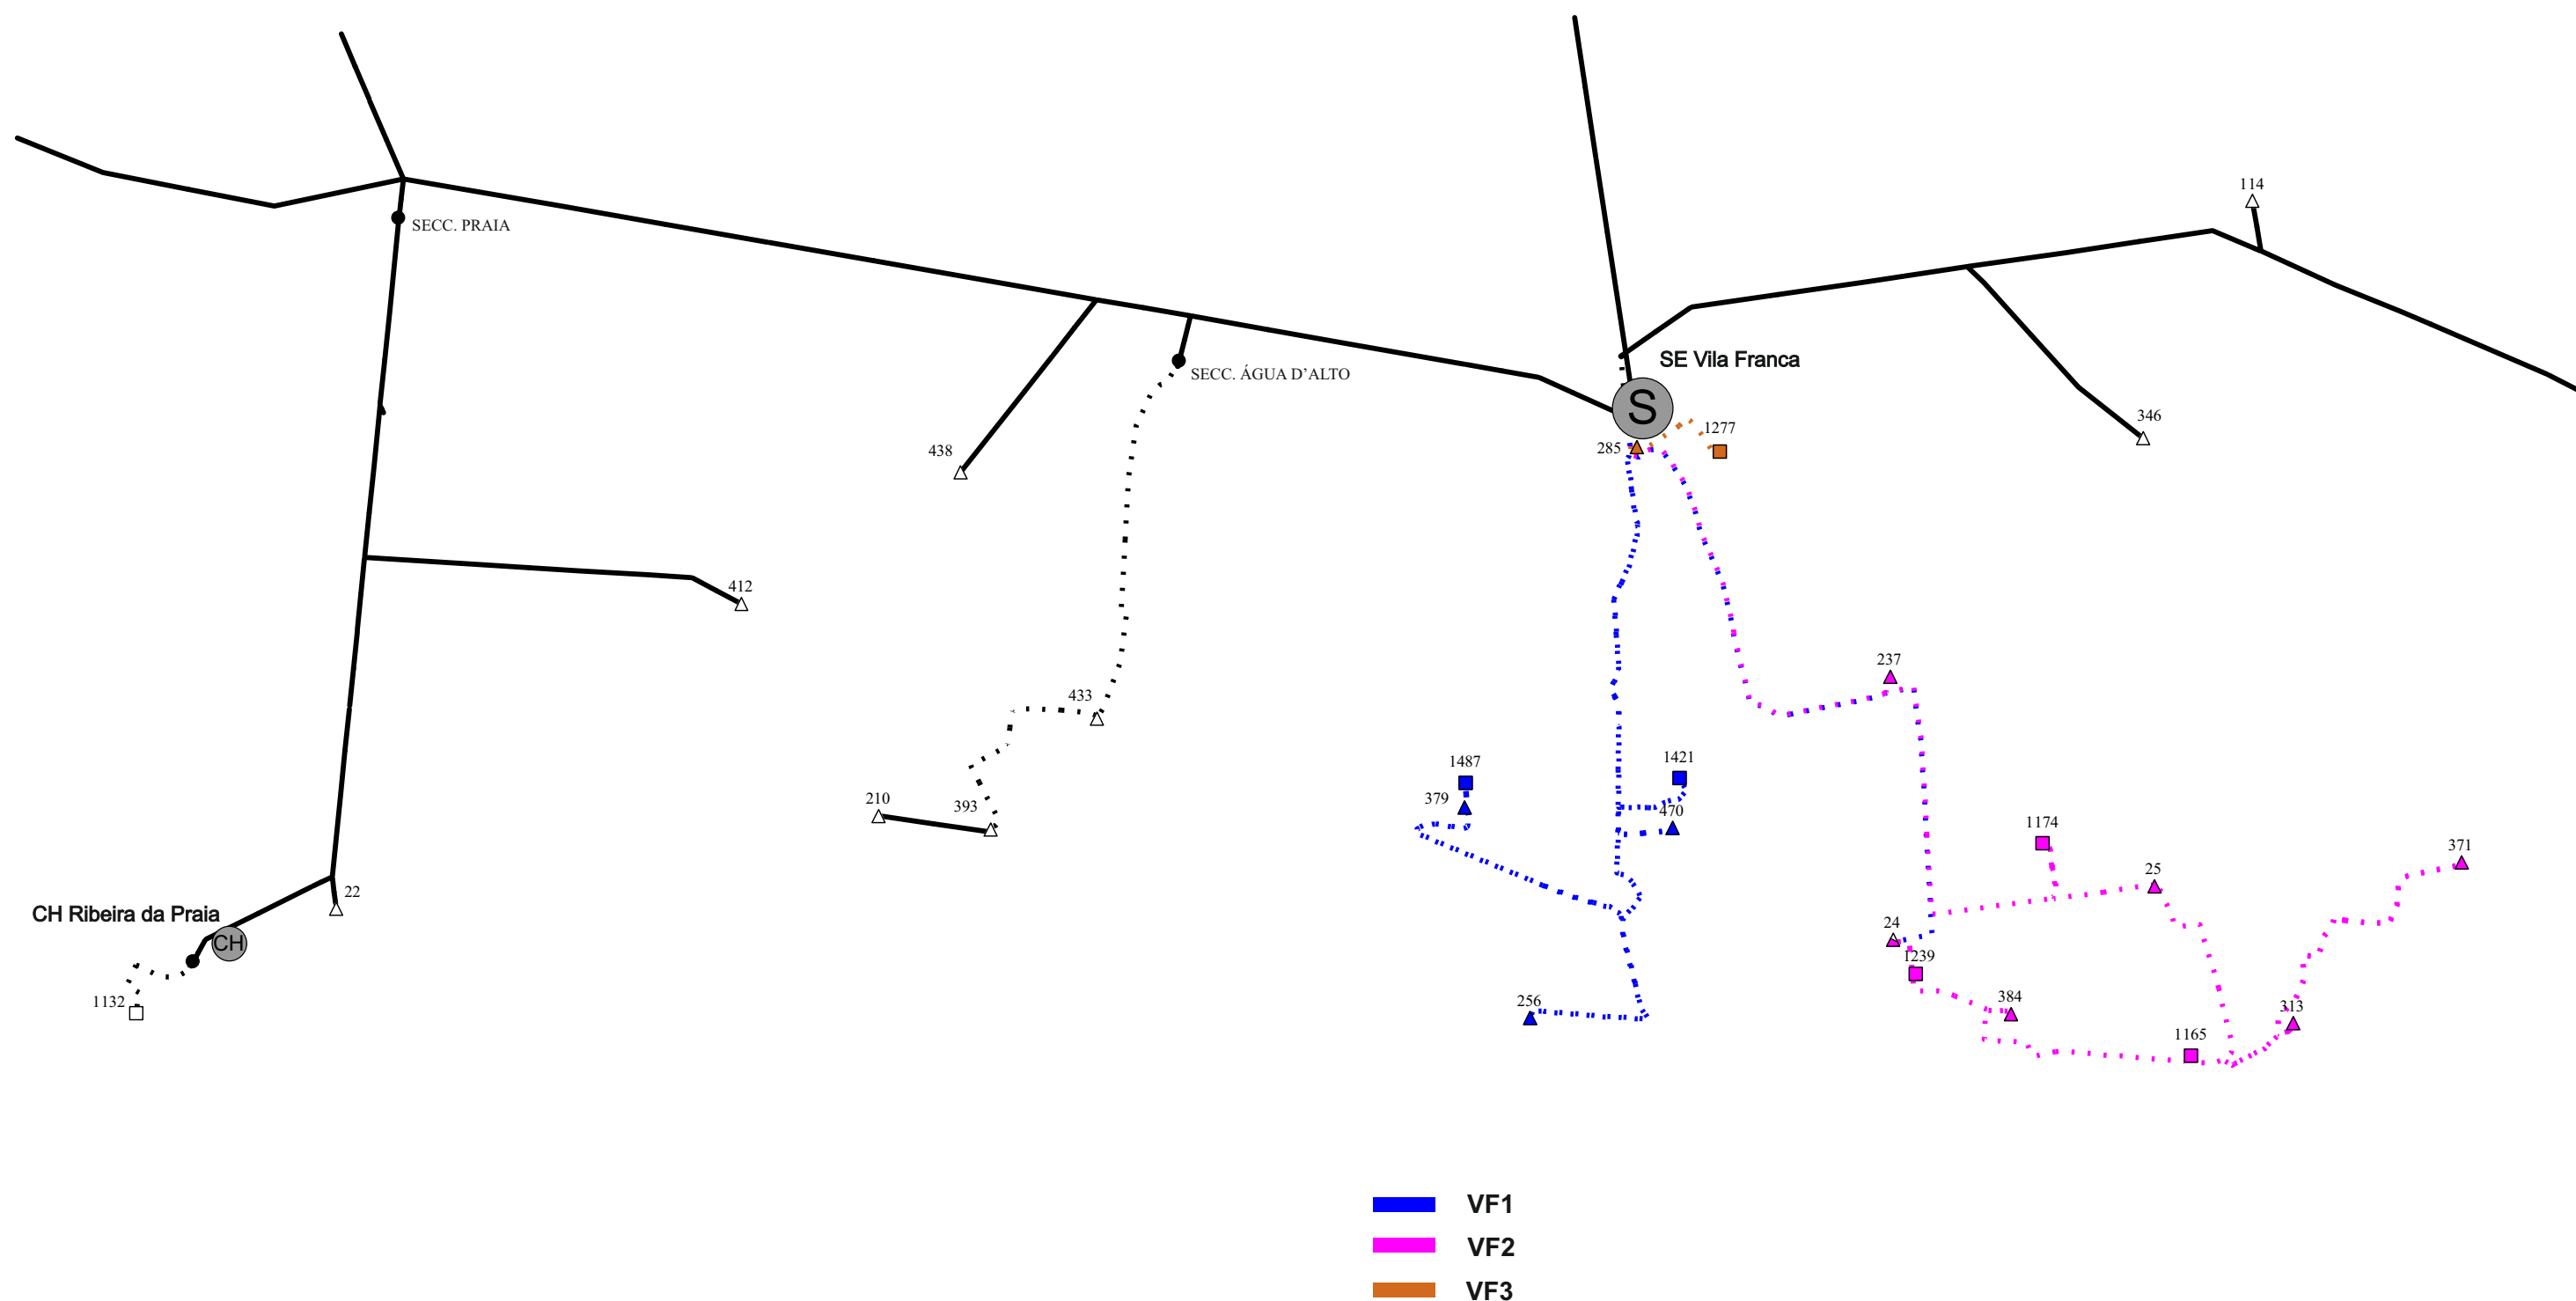 114
SECC. PRAIA
SE Vila Franca
SECC. ÁGUA D'ALTO
S
346
1277
438
285
412
237
433
1487
1421
210
393
379
470
1174
371
25
22
CH Ribeira da Praia
24
CH
1239
384
1132
256
313
1165
VF1
VF2
VF3